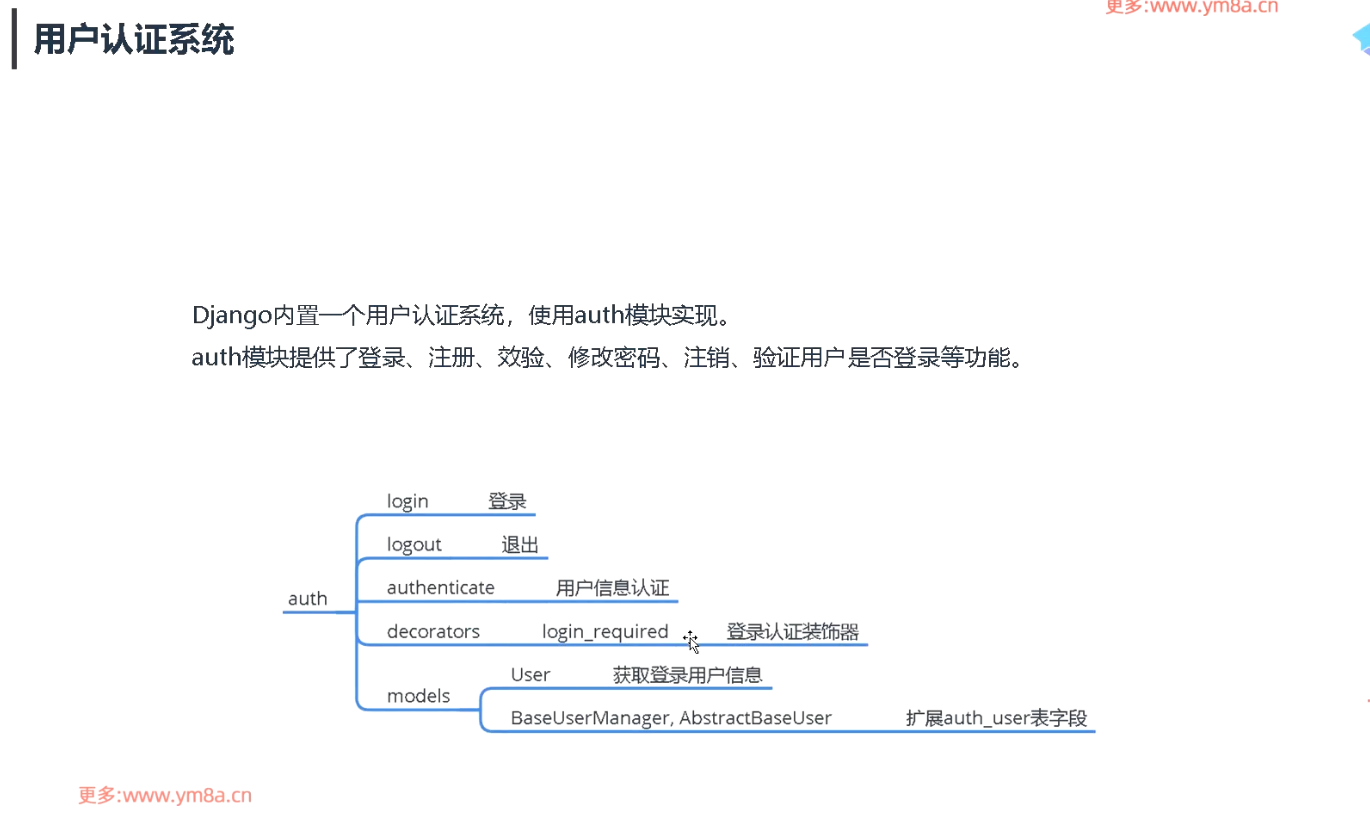 更多:www.ym8a.cn
用户认证系统
Django内置一个用户认证系统，使用auth模块实现。
auth模块提供了登录、注册、效验、修改密码、注销、验证用户是否登录等功能。
login 登录
logout 退出
authenticate 用户信息认证
auth
decorators login_required 登录认证装饰器
User 获取登录用户信息
models
BaseUserManager, AbstractBaseUser 扩展auth_user表字段
更多:www.ym8a.cn